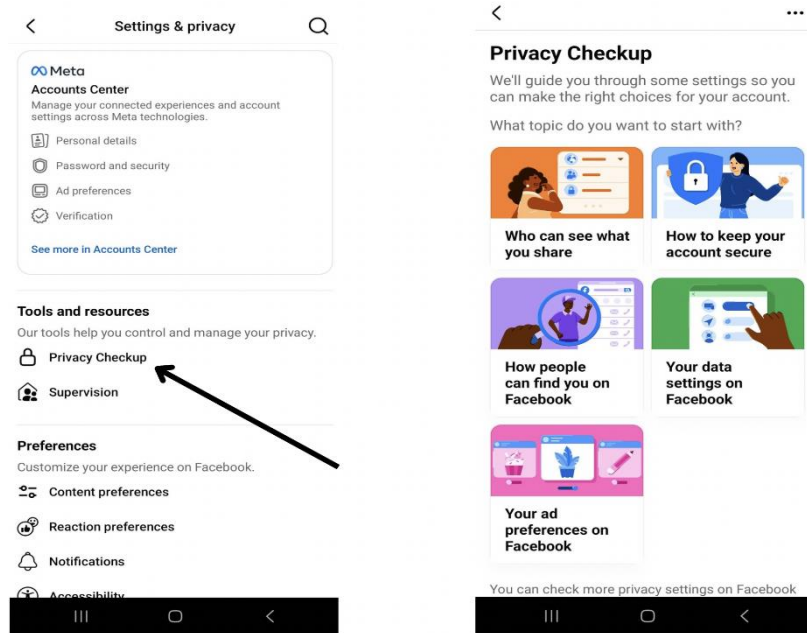 Settings & privacy
Meta
Accounts Center
Manage your connected experiences and account
settings across Meta technologies.
Personal details
Password and security
Ad preferences
Verification
See more in Accounts Center
Tools and resources
Our tools help you control and manage your privacy.
Privacy Checkup
Supervision
Preferences
Customize your experience on Facebook.
Content preferences
Reaction preferences
Notifications
Accessibility
Privacy Checkup
We'll guide you through some settings so you
can make the right choices for your account.
What topic do you want to start with?
Who can see what
you share
How to keep your
account secure
How people
can find you on
Facebook
Your data
settings on
Facebook
Your ad
preferences on
Facebook
You can check more privacy settings on Facebook